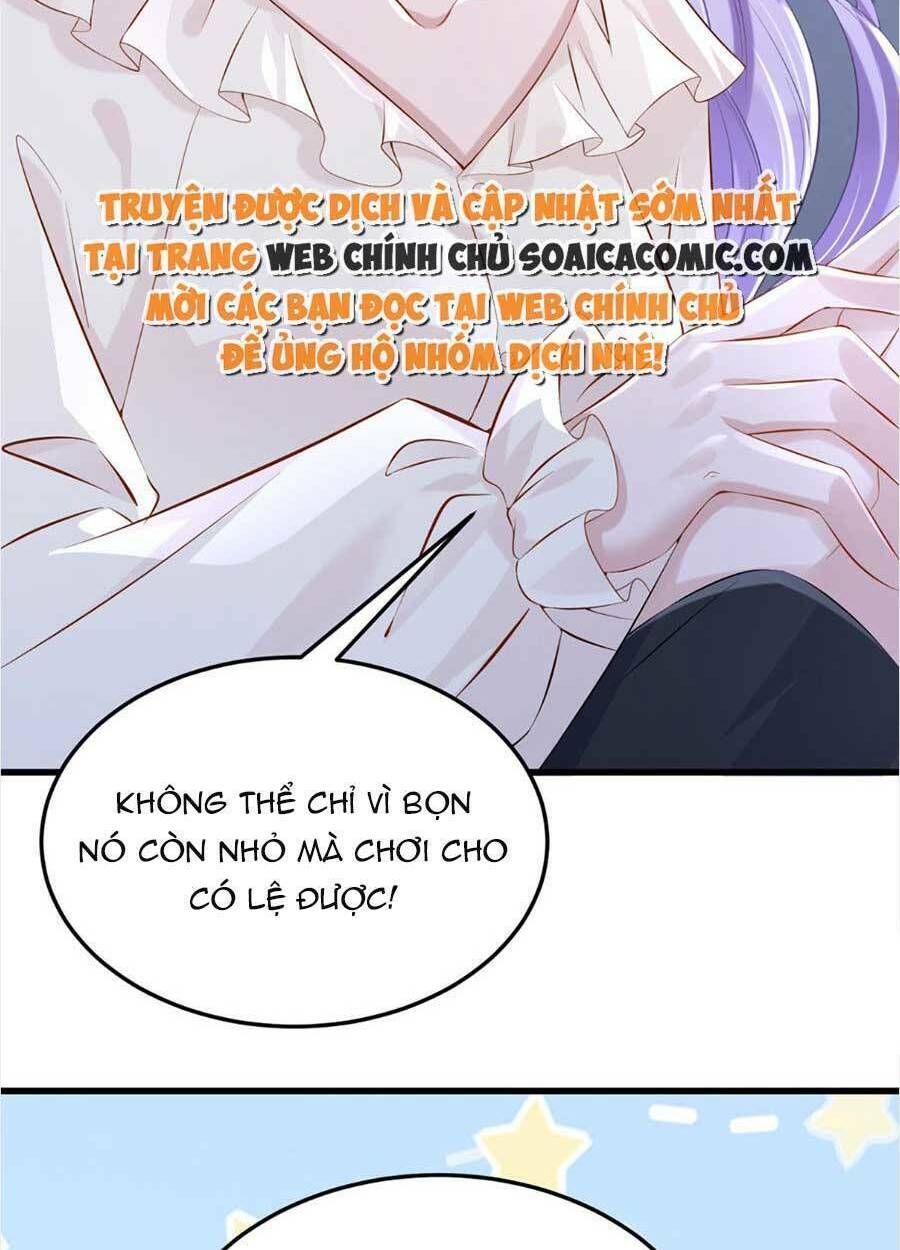 TRUYỆN ĐƯỢC DỊCH VÀ CẬP NHẬT SỚM NHẤT
TẠI TRANG WEB CHÍNH CHỦ SOAICACOMIC.COM
MỜI CÁC BẠN ĐỌC TẠI WEB CHÍNH CHỦ
ĐỂ ỦNG HỘ NHÓM DỊCH NHÉ!
KHÔNG THỂ CHỈ VÌ BỌN
NÓ CÒN NHỎ MÀ CHƠI CHO
CÓ LỆ ĐƯỢC!